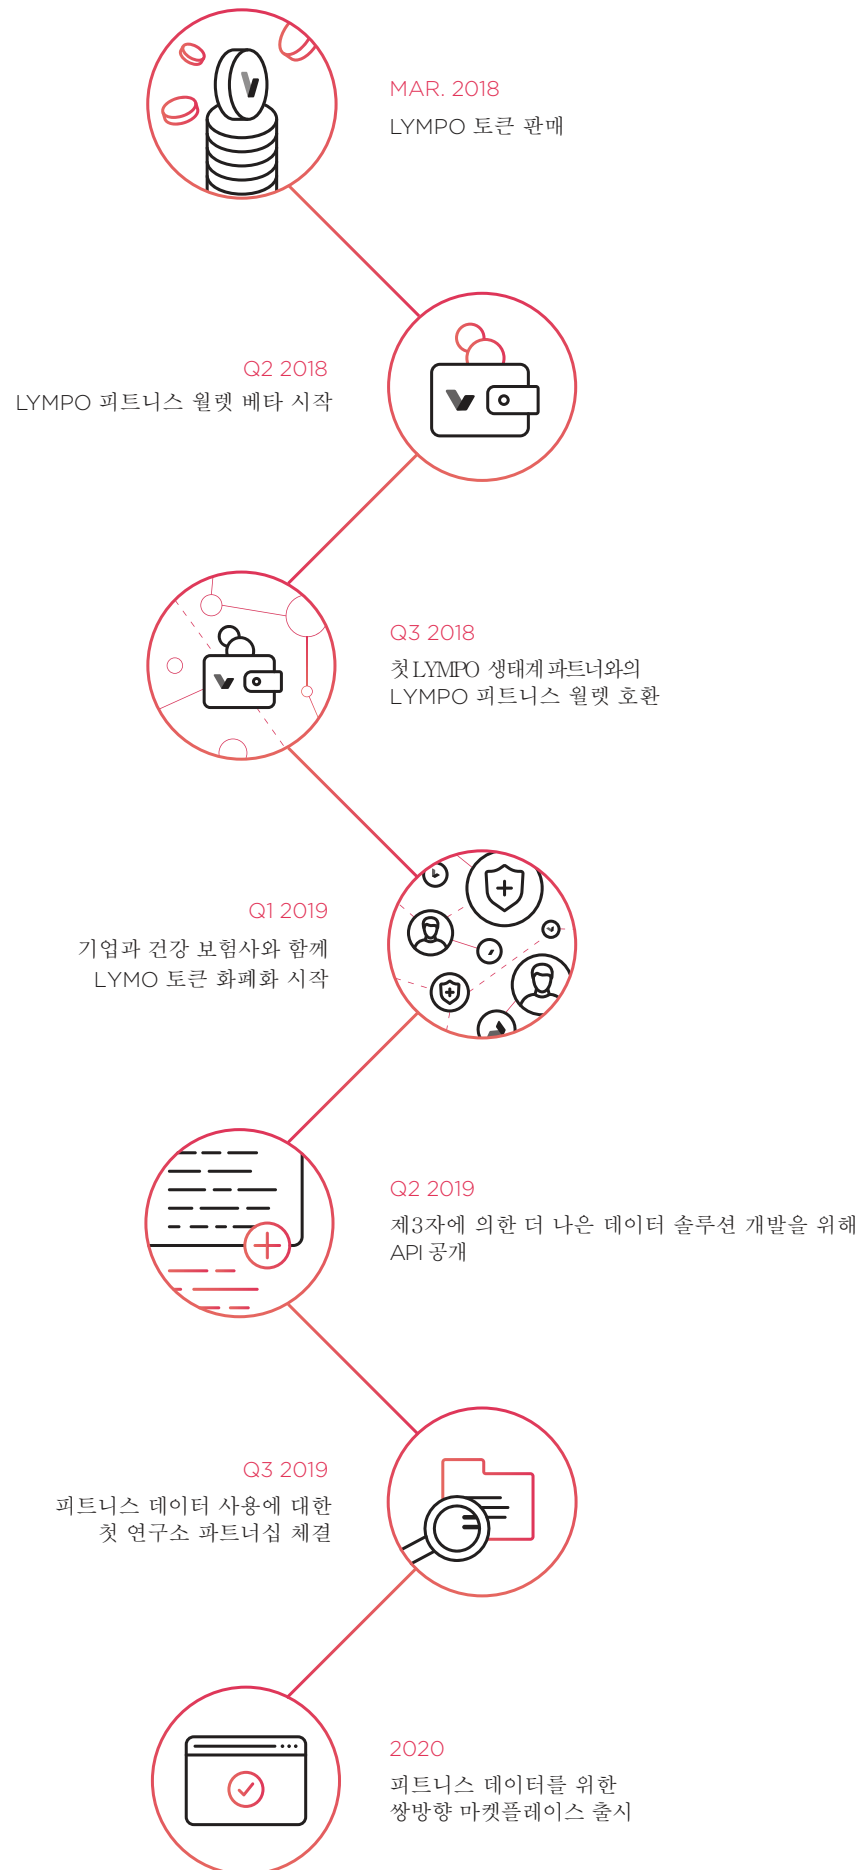 MAR. 2018
LYMPO 토큰 판매
Q2 2018
LYMPO 피트니스 월렛 베타 시작
Q3 2018
첫 LYMPO 생태계 파트너와의
LYMPO 피트니스 월렛 호환
Q1 2019
기업과 건강 보험사와 함께
LYMO 토큰 화폐화 시작
Q2 2019
제3자에 의한 더 나은 데이터 솔루션 개발을 위해
API 공개
Q3 2019
피트니스 데이터 사용에 대한
첫 연구소 파트너십 체결
2020
피트니스 데이터를 위한
쌍방향 마켓플레이스 출시